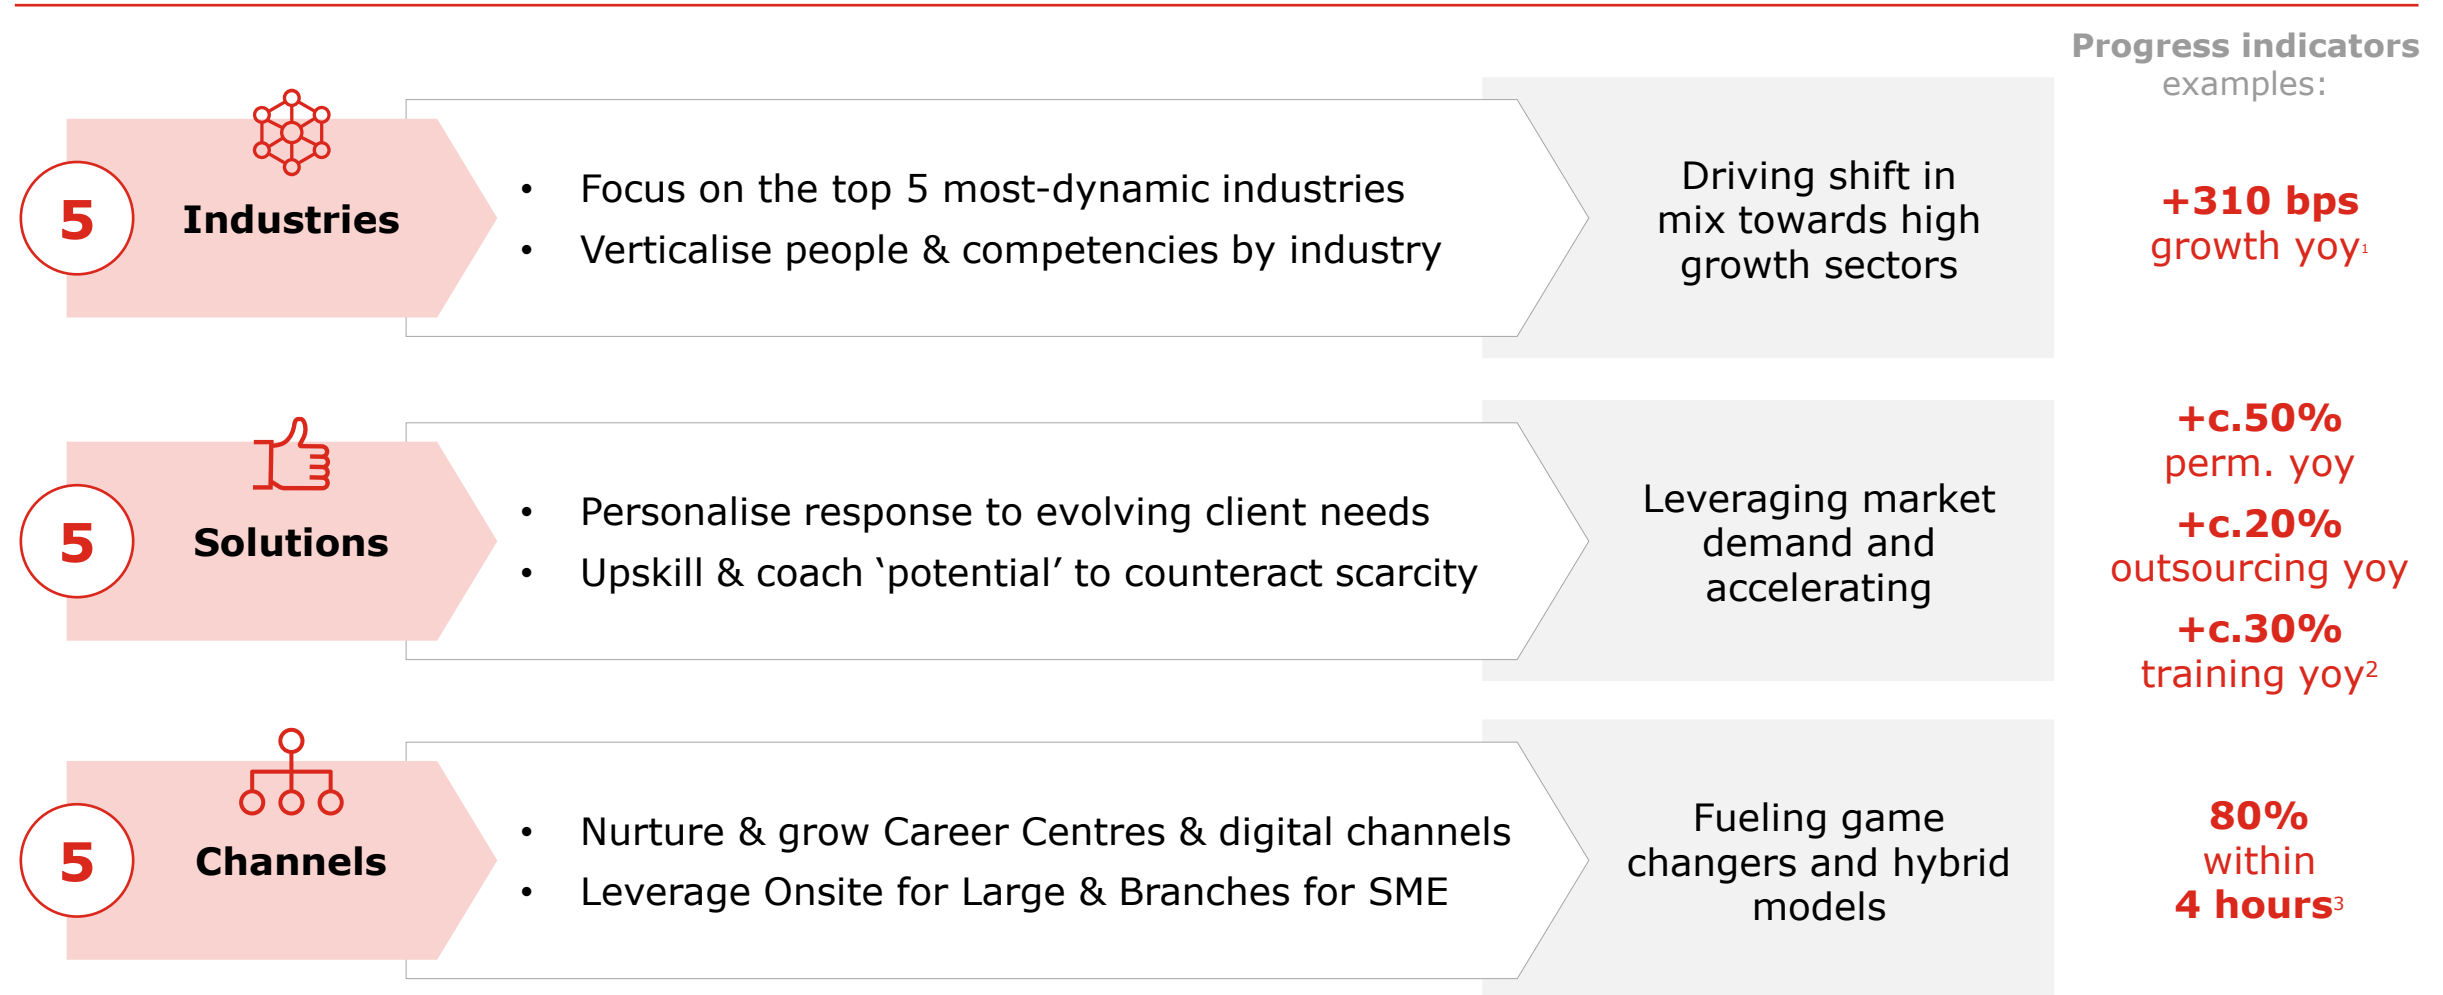 Progress indicators
examples:
5
Industries
• Focus on the top 5 most-dynamic industries
• Verticalise people & competencies by industry
Driving shift in
mix towards high
growth sectors
+310 bps
growth yoy1
5
Solutions
• Personalise response to evolving client needs
• Upskill & coach ‘potential’ to counteract scarcity
Leveraging market
demand and
accelerating
+c.50%
perm. yoy
+c.20%
outsourcing yoy
+c.30%
training yoy2
5
Channels
• Nurture & grow Career Centres & digital channels
• Leverage Onsite for Large & Branches for SME
Fueling game
changers and hybrid
models
80%
within
4 hours3